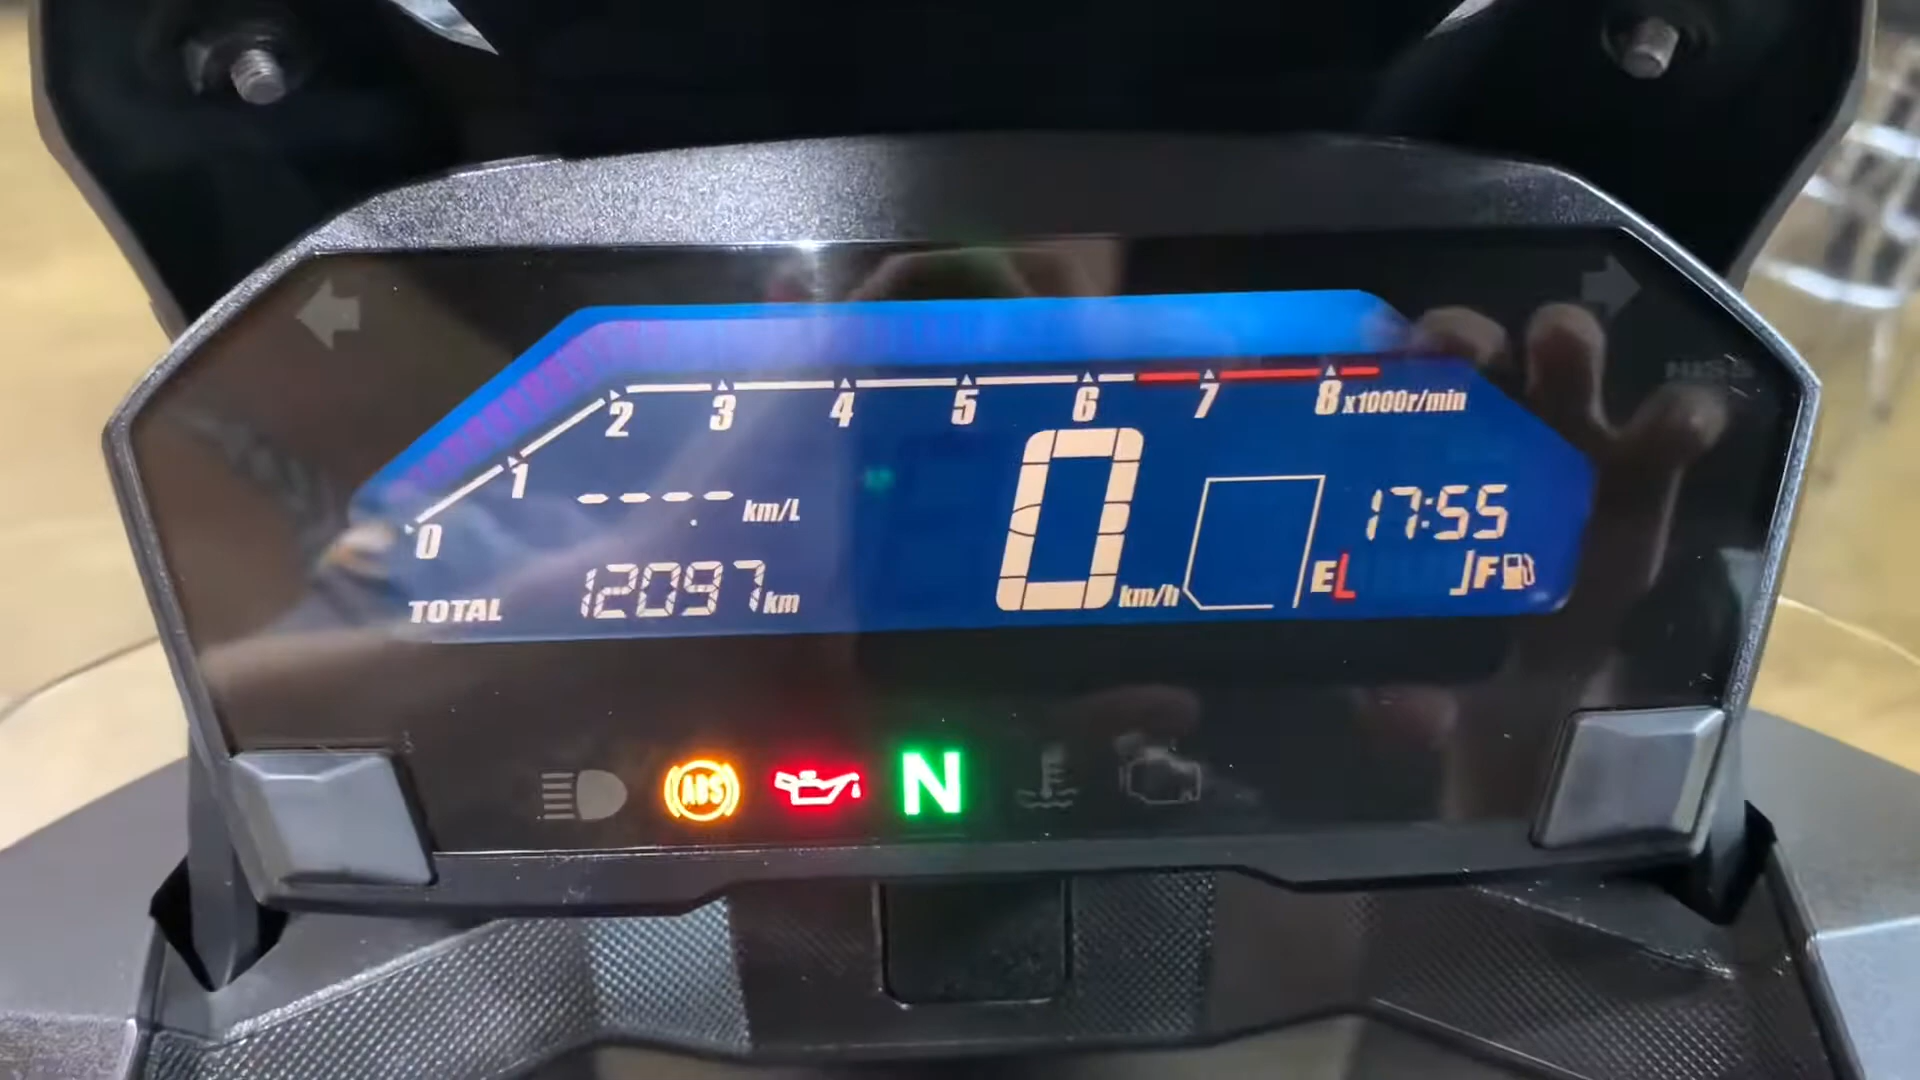 0 1 2 3 4 5 6 7 8 x1000r/min
----. km/L
TOTAL 12097 km
0 km/h
17:55
E F
ABS N